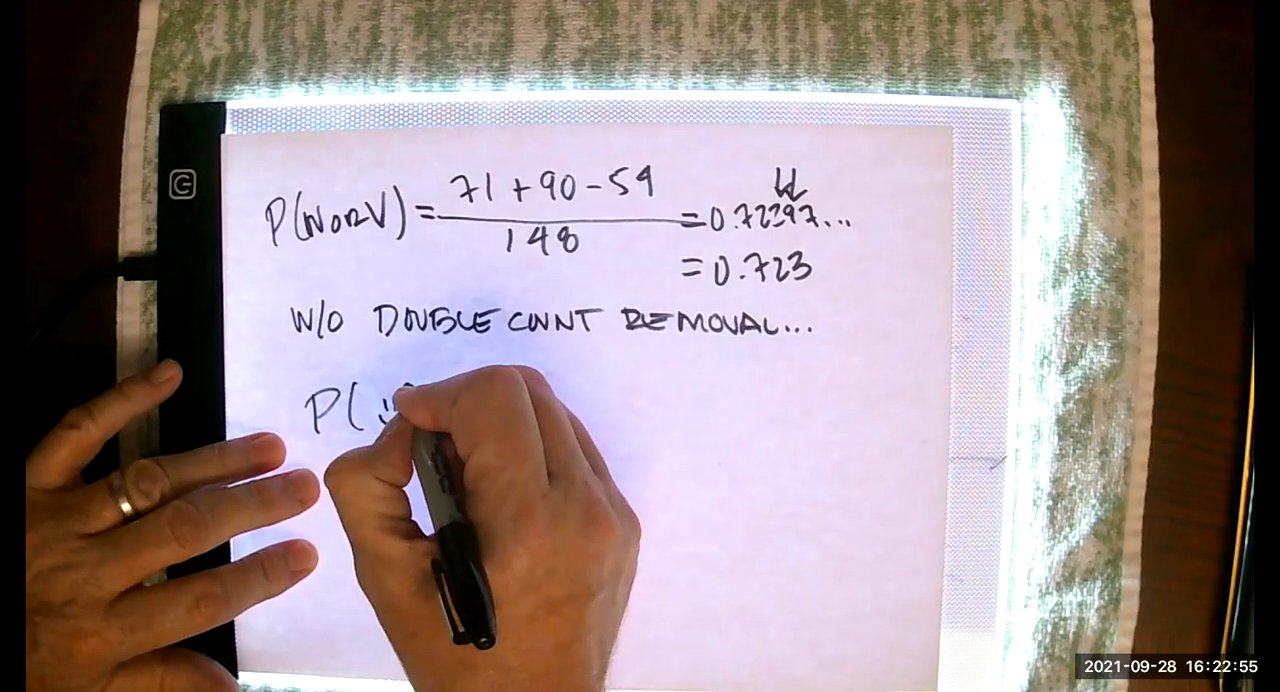 P(N OR V) = 71 + 90 - 54 / 148 = 0.72297...
= 0.723
W/O DOUBLE COUNT REMOVAL...
P(
2021-09-28 16:22:55